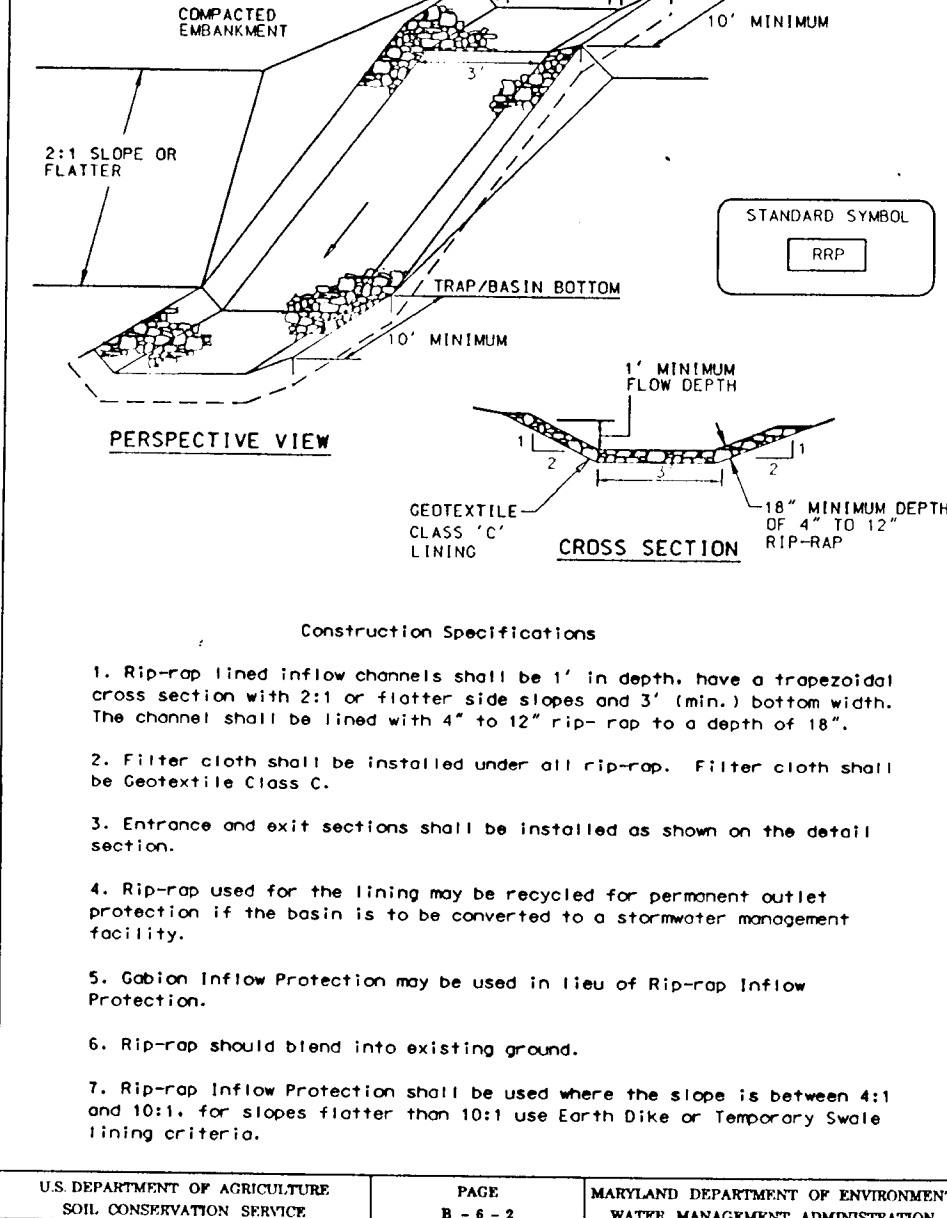 COMPACTED
EMBANKMENT
10' MINIMUM
3'
2:1 SLOPE OR
FLATTER
STANDARD SYMBOL
RRP
TRAP/BASIN BOTTOM
10' MINIMUM
1' MINIMUM
FLOW DEPTH
PERSPECTIVE VIEW
1
2
3'
1
2
GEOTEXTILE
CLASS 'C'
LINING
18" MINIMUM DEPTH
OF 4" TO 12"
RIP-RAP
CROSS SECTION
Construction Specifications
1. Rip-rap lined inflow channels shall be 1' in depth, have a trapezoidal
cross section with 2:1 or flatter side slopes and 3' (min.) bottom width.
The channel shall be lined with 4" to 12" rip- rap to a depth of 18".
2. Filter cloth shall be installed under all rip-rap. Filter cloth shall
be Geotextile Class C.
3. Entrance and exit sections shall be installed as shown on the detail
section.
4. Rip-rap used for the lining may be recycled for permanent outlet
protection if the basin is to be converted to a stormwater management
facility.
5. Gabion Inflow Protection may be used in lieu of Rip-rap Inflow
Protection.
6. Rip-rap should blend into existing ground.
7. Rip-rap Inflow Protection shall be used where the slope is between 4:1
and 10:1, for slopes flatter than 10:1 use Earth Dike or Temporary Swale
lining criteria.
U.S. DEPARTMENT OF AGRICULTURE
SOIL CONSERVATION SERVICE
PAGE
B - 6 - 2
MARYLAND DEPARTMENT OF ENVIRONMENT
WATER MANAGEMENT ADMINISTRATION